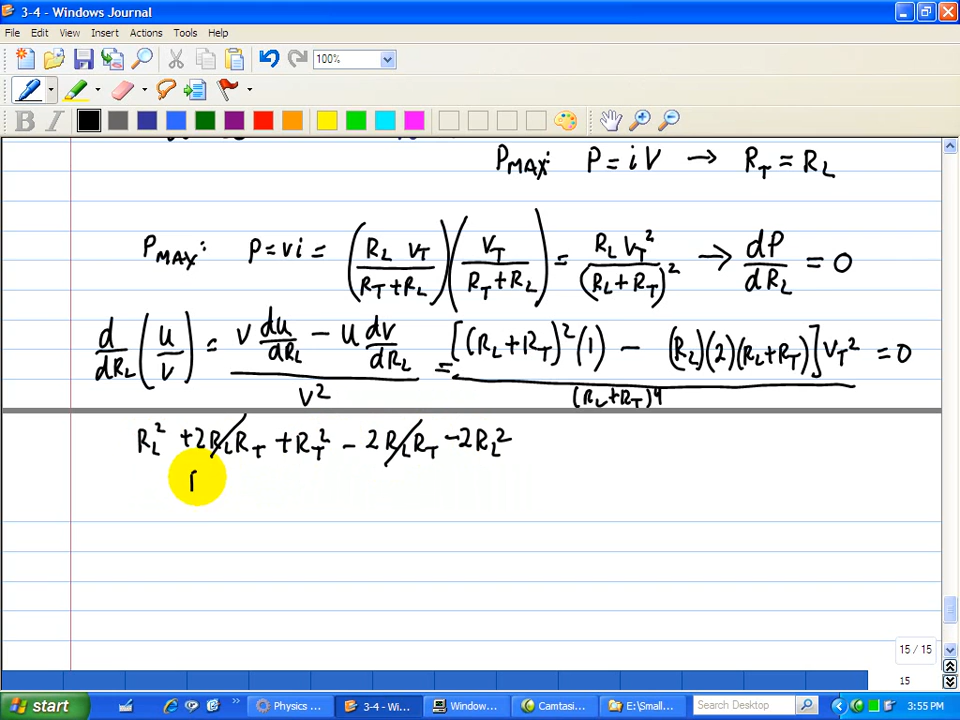 3-4 - Windows Journal
File Edit View Insert Actions Tools Help
100%
B I
P_MAX: P = iV → R_T = R_L
P_MAX: P = vi = (R_L v_T / R_T + R_L) (v_T / R_T + R_L) = R_L v_T² / (R_L + R_T)² → dP/dR_L = 0
d/dR_L (u/v) = (v du/dR_L − u dv/dR_L) / v² = [(R_L + R_T)²(1) − (R_L)(2)(R_L + R_T)] v_T² / (R_L + R_T)⁴ = 0
R_L² + 2R_L R_T + R_T² − 2R_L R_T − 2R_L²
15 / 15
15
start Physics ... 3-4 - Wi... Window... Camtasi... E:\Small... Search Desktop 3:55 PM